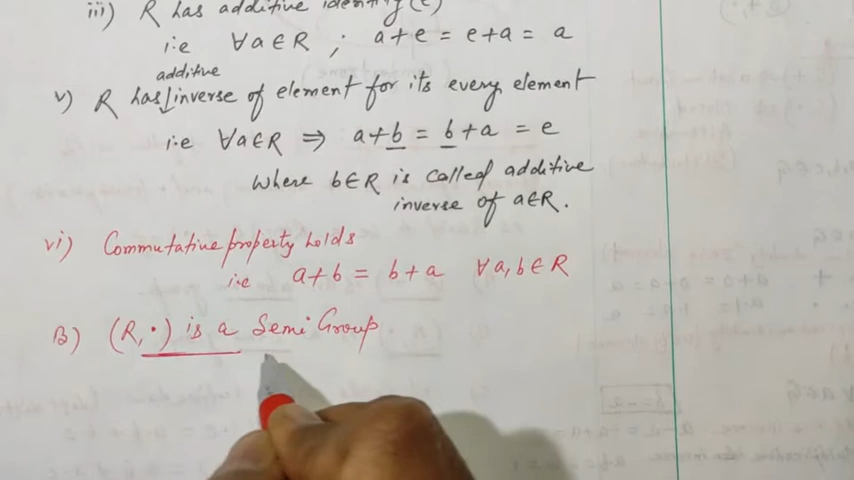 iii) R has additive identity (e)
i.e ∀a∈R ; a+e = e+a = a
additive
v) R has inverse of element for its every element
i.e ∀a∈R ⇒ a+b = b+a = e
Where b∈R is called additive
inverse of a∈R.
vi) Commutative property holds
i.e a+b = b+a ∀a,b∈R
B) (R,·) is a Semi Group